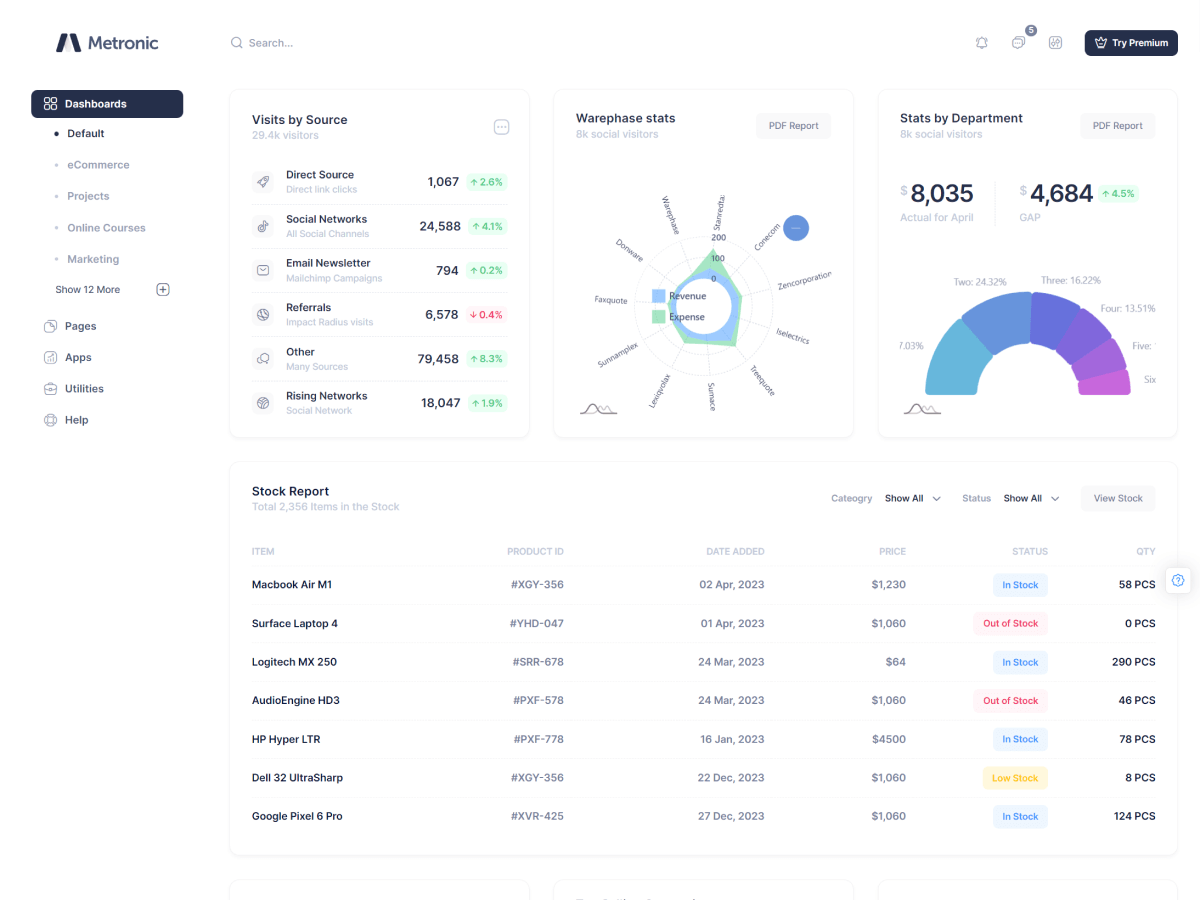 Metronic
Search...
5
Try Premium
Dashboards
Default
eCommerce
Projects
Online Courses
Marketing
Show 12 More
Pages
Apps
Utilities
Help
Visits by Source
29.4k visitors
Direct Source
Direct link clicks
1,067
2.6%
Social Networks
All Social Channels
24,588
4.1%
Email Newsletter
Mailchimp Campaigns
794
0.2%
Referrals
Impact Radius visits
6,578
0.4%
Other
Many Sources
79,458
8.3%
Rising Networks
Social Network
18,047
1.9%
Warephase stats
8k social visitors
PDF Report
Warephase
Donware
Faxquote
Sunnamplex
Lexiqvolax
Sumace
Treequote
Iselectrics
Zencorporation
Conecom
200
100
0
Revenue
Expense
Stats by Department
8k social visitors
PDF Report
$ 8,035
Actual for April
$ 4,684
4.5%
GAP
Two: 24.32%
Three: 16.22%
Four: 13.51%
Five:
Six
7.03%
Stock Report
Total 2,356 Items in the Stock
Cateogry Show All Status Show All View Stock
ITEM PRODUCT ID DATE ADDED PRICE STATUS QTY
Macbook Air M1 #XGY-356 02 Apr, 2023 $1,230 In Stock 58 PCS
Surface Laptop 4 #YHD-047 01 Apr, 2023 $1,060 Out of Stock 0 PCS
Logitech MX 250 #SRR-678 24 Mar, 2023 $64 In Stock 290 PCS
AudioEngine HD3 #PXF-578 24 Mar, 2023 $1,060 Out of Stock 46 PCS
HP Hyper LTR #PXF-778 16 Jan, 2023 $4500 In Stock 78 PCS
Dell 32 UltraSharp #XGY-356 22 Dec, 2023 $1,060 Low Stock 8 PCS
Google Pixel 6 Pro #XVR-425 27 Dec, 2023 $1,060 In Stock 124 PCS